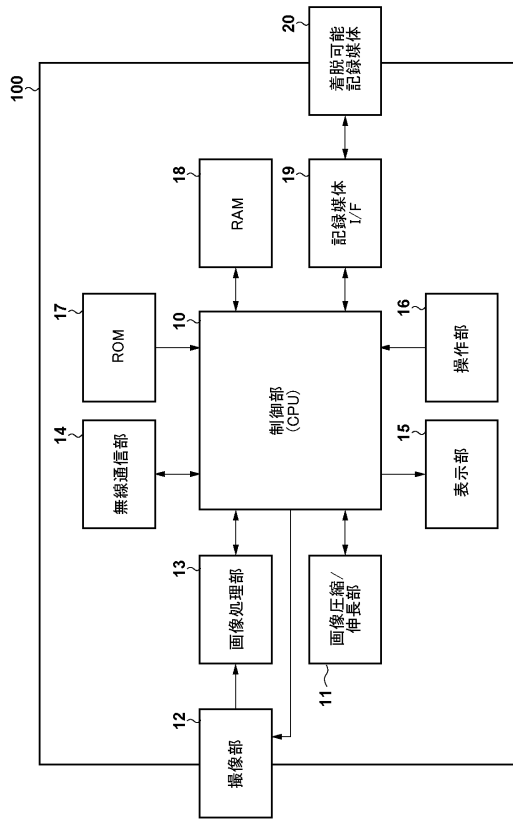 100
12
撮像部
13
画像処理部
11
画像圧縮/
伸長部
14
無線通信部
17
ROM
10
制御部
(CPU)
15
表示部
16
操作部
18
RAM
19
記録媒体
I/F
20
着脱可能
記録媒体